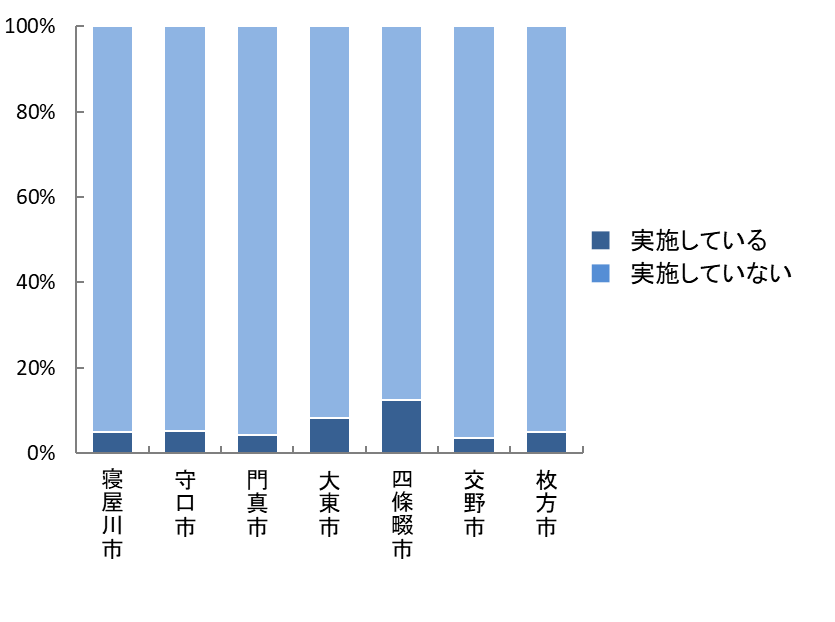 100%
80%
60%
40%
20%
0%
寝屋川市
守口市
門真市
大東市
四條畷市
交野市
枚方市
実施している
実施していない